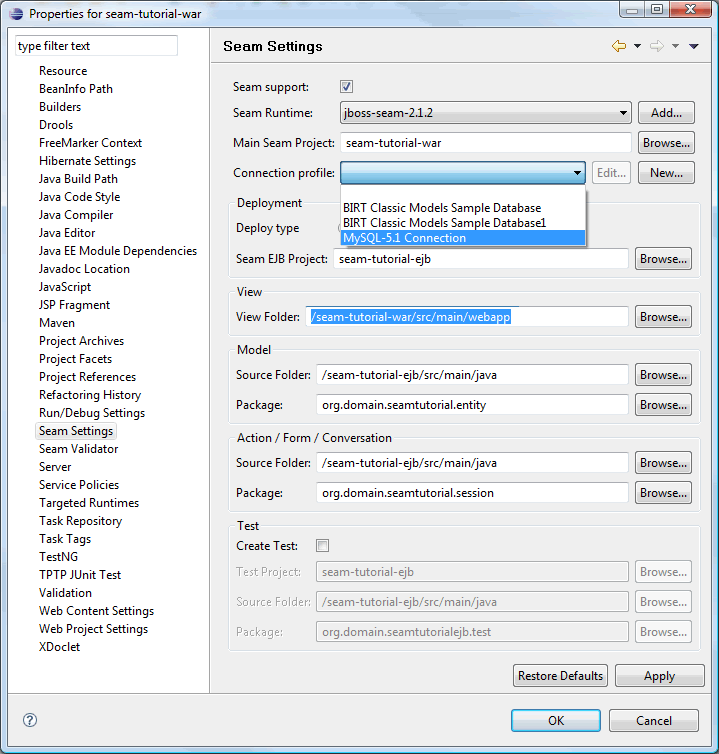 Properties for seam-tutorial-war
type filter text
Resource
BeanInfo Path
Builders
Drools
FreeMarker Context
Hibernate Settings
Java Build Path
Java Code Style
Java Compiler
Java Editor
Java EE Module Dependencies
Javadoc Location
JavaScript
JSP Fragment
Maven
Project Archives
Project Facets
Project References
Refactoring History
Run/Debug Settings
Seam Settings
Seam Validator
Server
Service Policies
Targeted Runtimes
Task Repository
Task Tags
TestNG
TPTP JUnit Test
Validation
Web Content Settings
Web Project Settings
XDoclet
Seam Settings
Seam support:
Seam Runtime: jboss-seam-2.1.2 Add...
Main Seam Project: seam-tutorial-war Browse...
Connection profile: Edit... New...
BIRT Classic Models Sample Database
BIRT Classic Models Sample Database1
MySQL-5.1 Connection
Deployment
Deploy type
Seam EJB Project: seam-tutorial-ejb Browse...
View
View Folder: /seam-tutorial-war/src/main/webapp Browse...
Model
Source Folder: /seam-tutorial-ejb/src/main/java Browse...
Package: org.domain.seamtutorial.entity Browse...
Action / Form / Conversation
Source Folder: /seam-tutorial-ejb/src/main/java Browse...
Package: org.domain.seamtutorial.session Browse...
Test
Create Test:
Test Project: seam-tutorial-ejb Browse...
Source Folder: /seam-tutorial-ejb/src/main/java Browse...
Package: org.domain.seamtutorialejb.test Browse...
Restore Defaults Apply
? OK Cancel